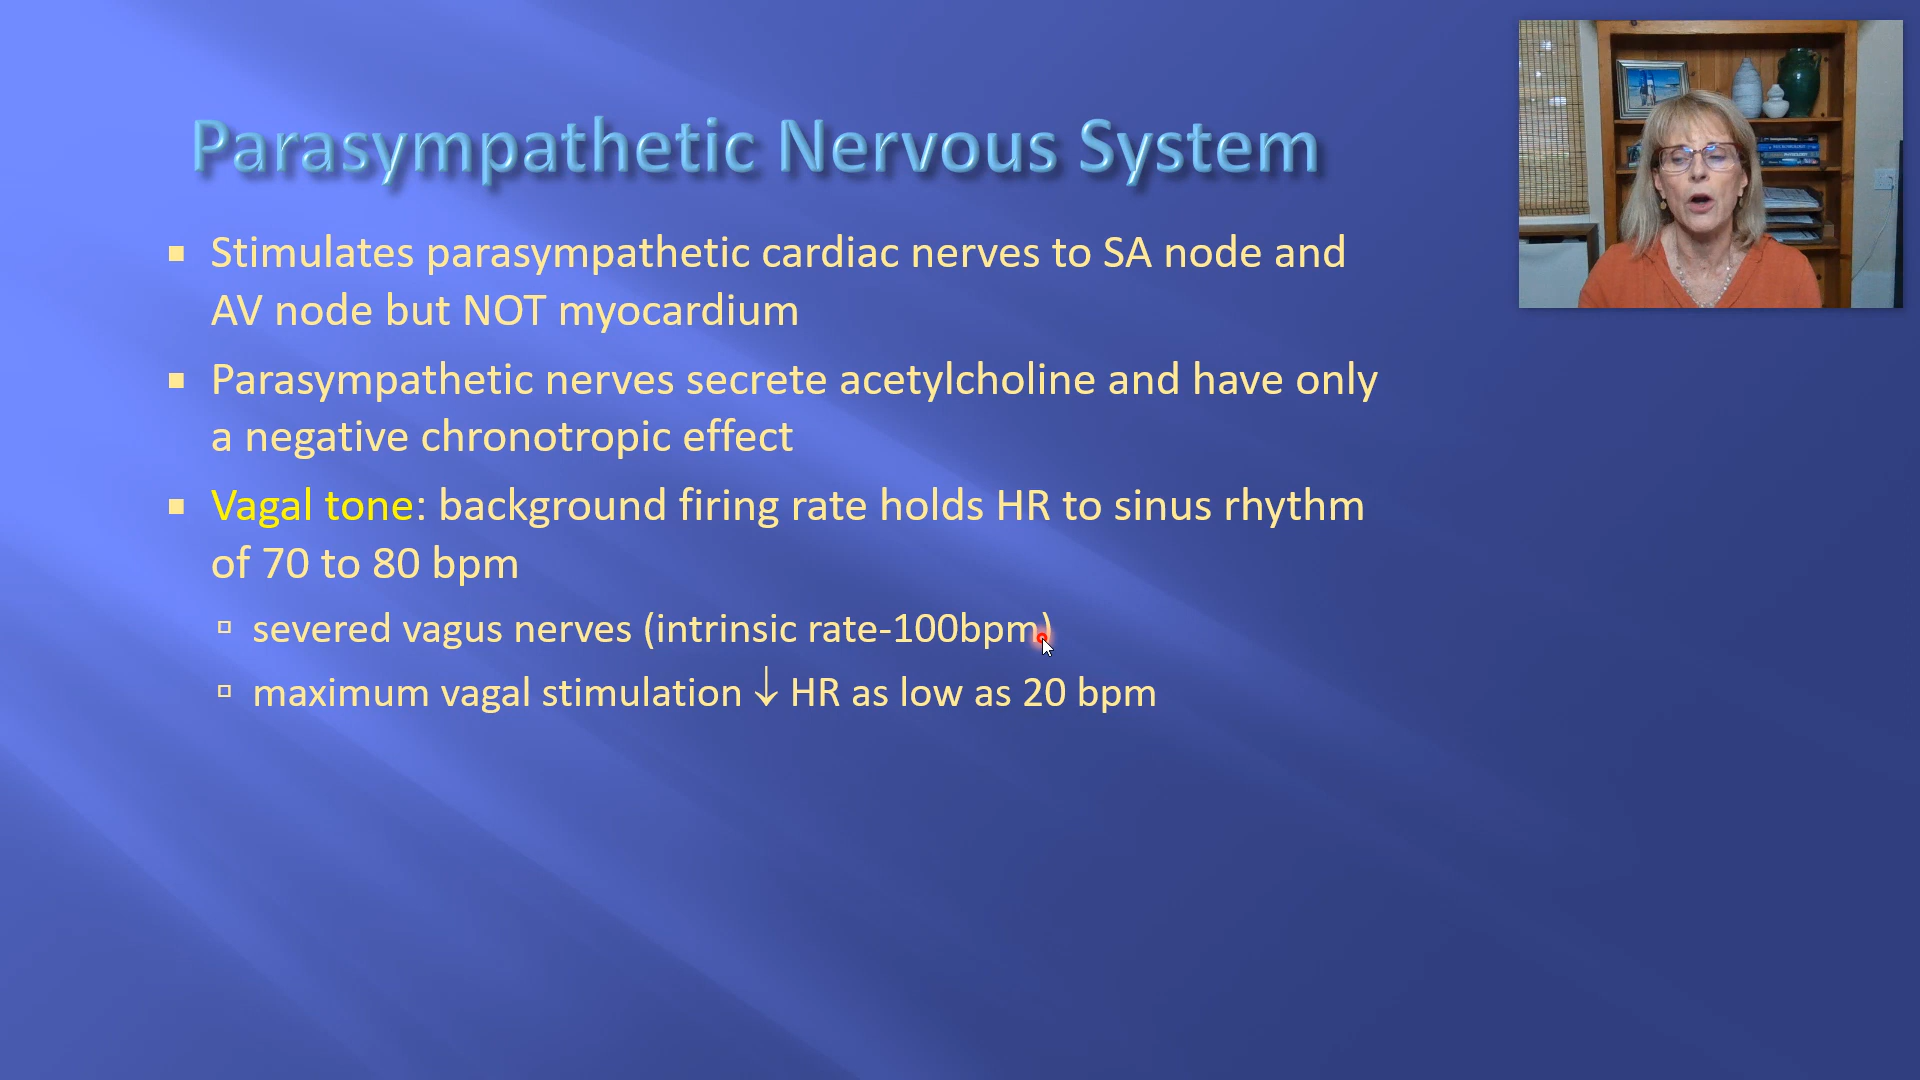 Parasympathetic Nervous System
Stimulates parasympathetic cardiac nerves to SA node and
AV node but NOT myocardium
Parasympathetic nerves secrete acetylcholine and have only
a negative chronotropic effect
Vagal tone: background firing rate holds HR to sinus rhythm
of 70 to 80 bpm
severed vagus nerves (intrinsic rate-100bpm)
maximum vagal stimulation ↓ HR as low as 20 bpm